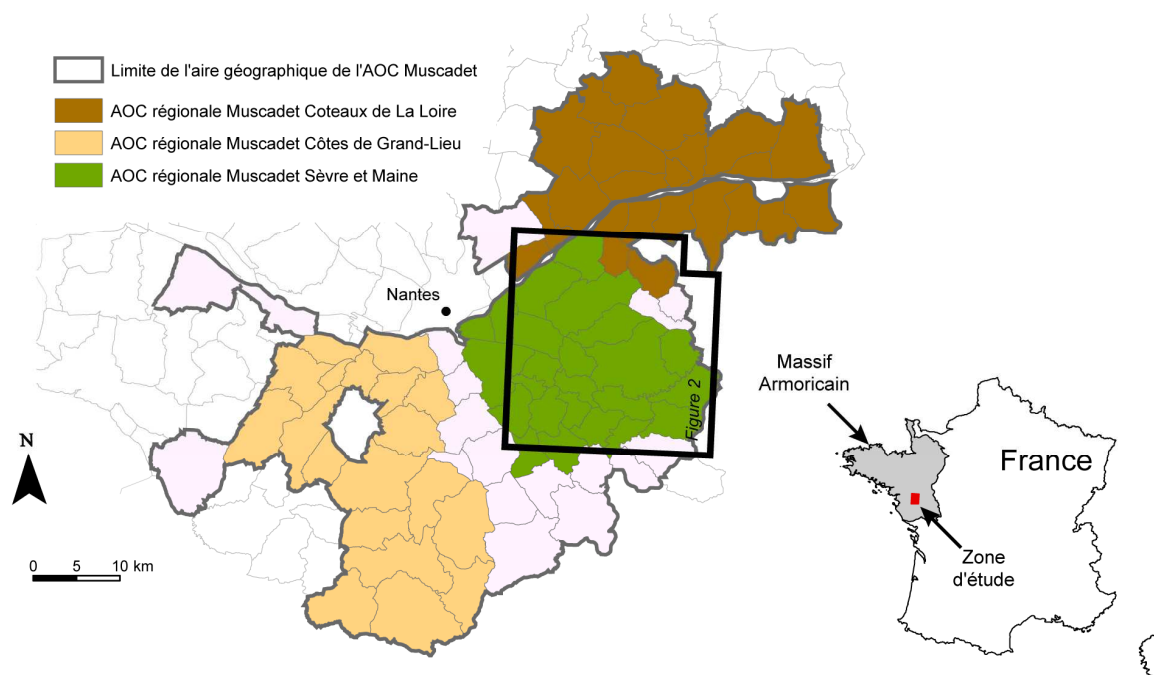 Limite de l'aire géographique de l'AOC Muscadet
AOC régionale Muscadet Coteaux de La Loire
AOC régionale Muscadet Côtes de Grand-Lieu
AOC régionale Muscadet Sèvre et Maine
Nantes
Figure 2
N
0 5 10 km
Massif
Armoricain
France
Zone
d'étude